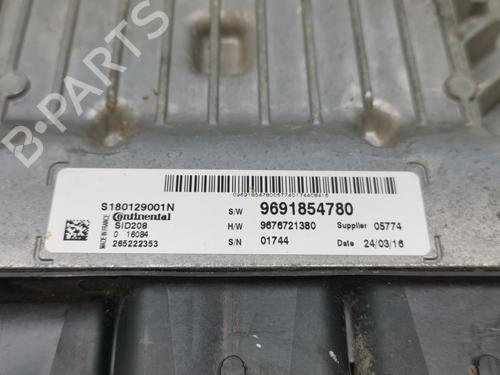 09691854780057740174408416
S180129001N
Continental
SID208
0 16084
265222353
MADE IN FRANCE
S/W 9691854780
H/W 9676721380 Supplier 05774
S/N 01744 Date 24/03/16
B-PARTS